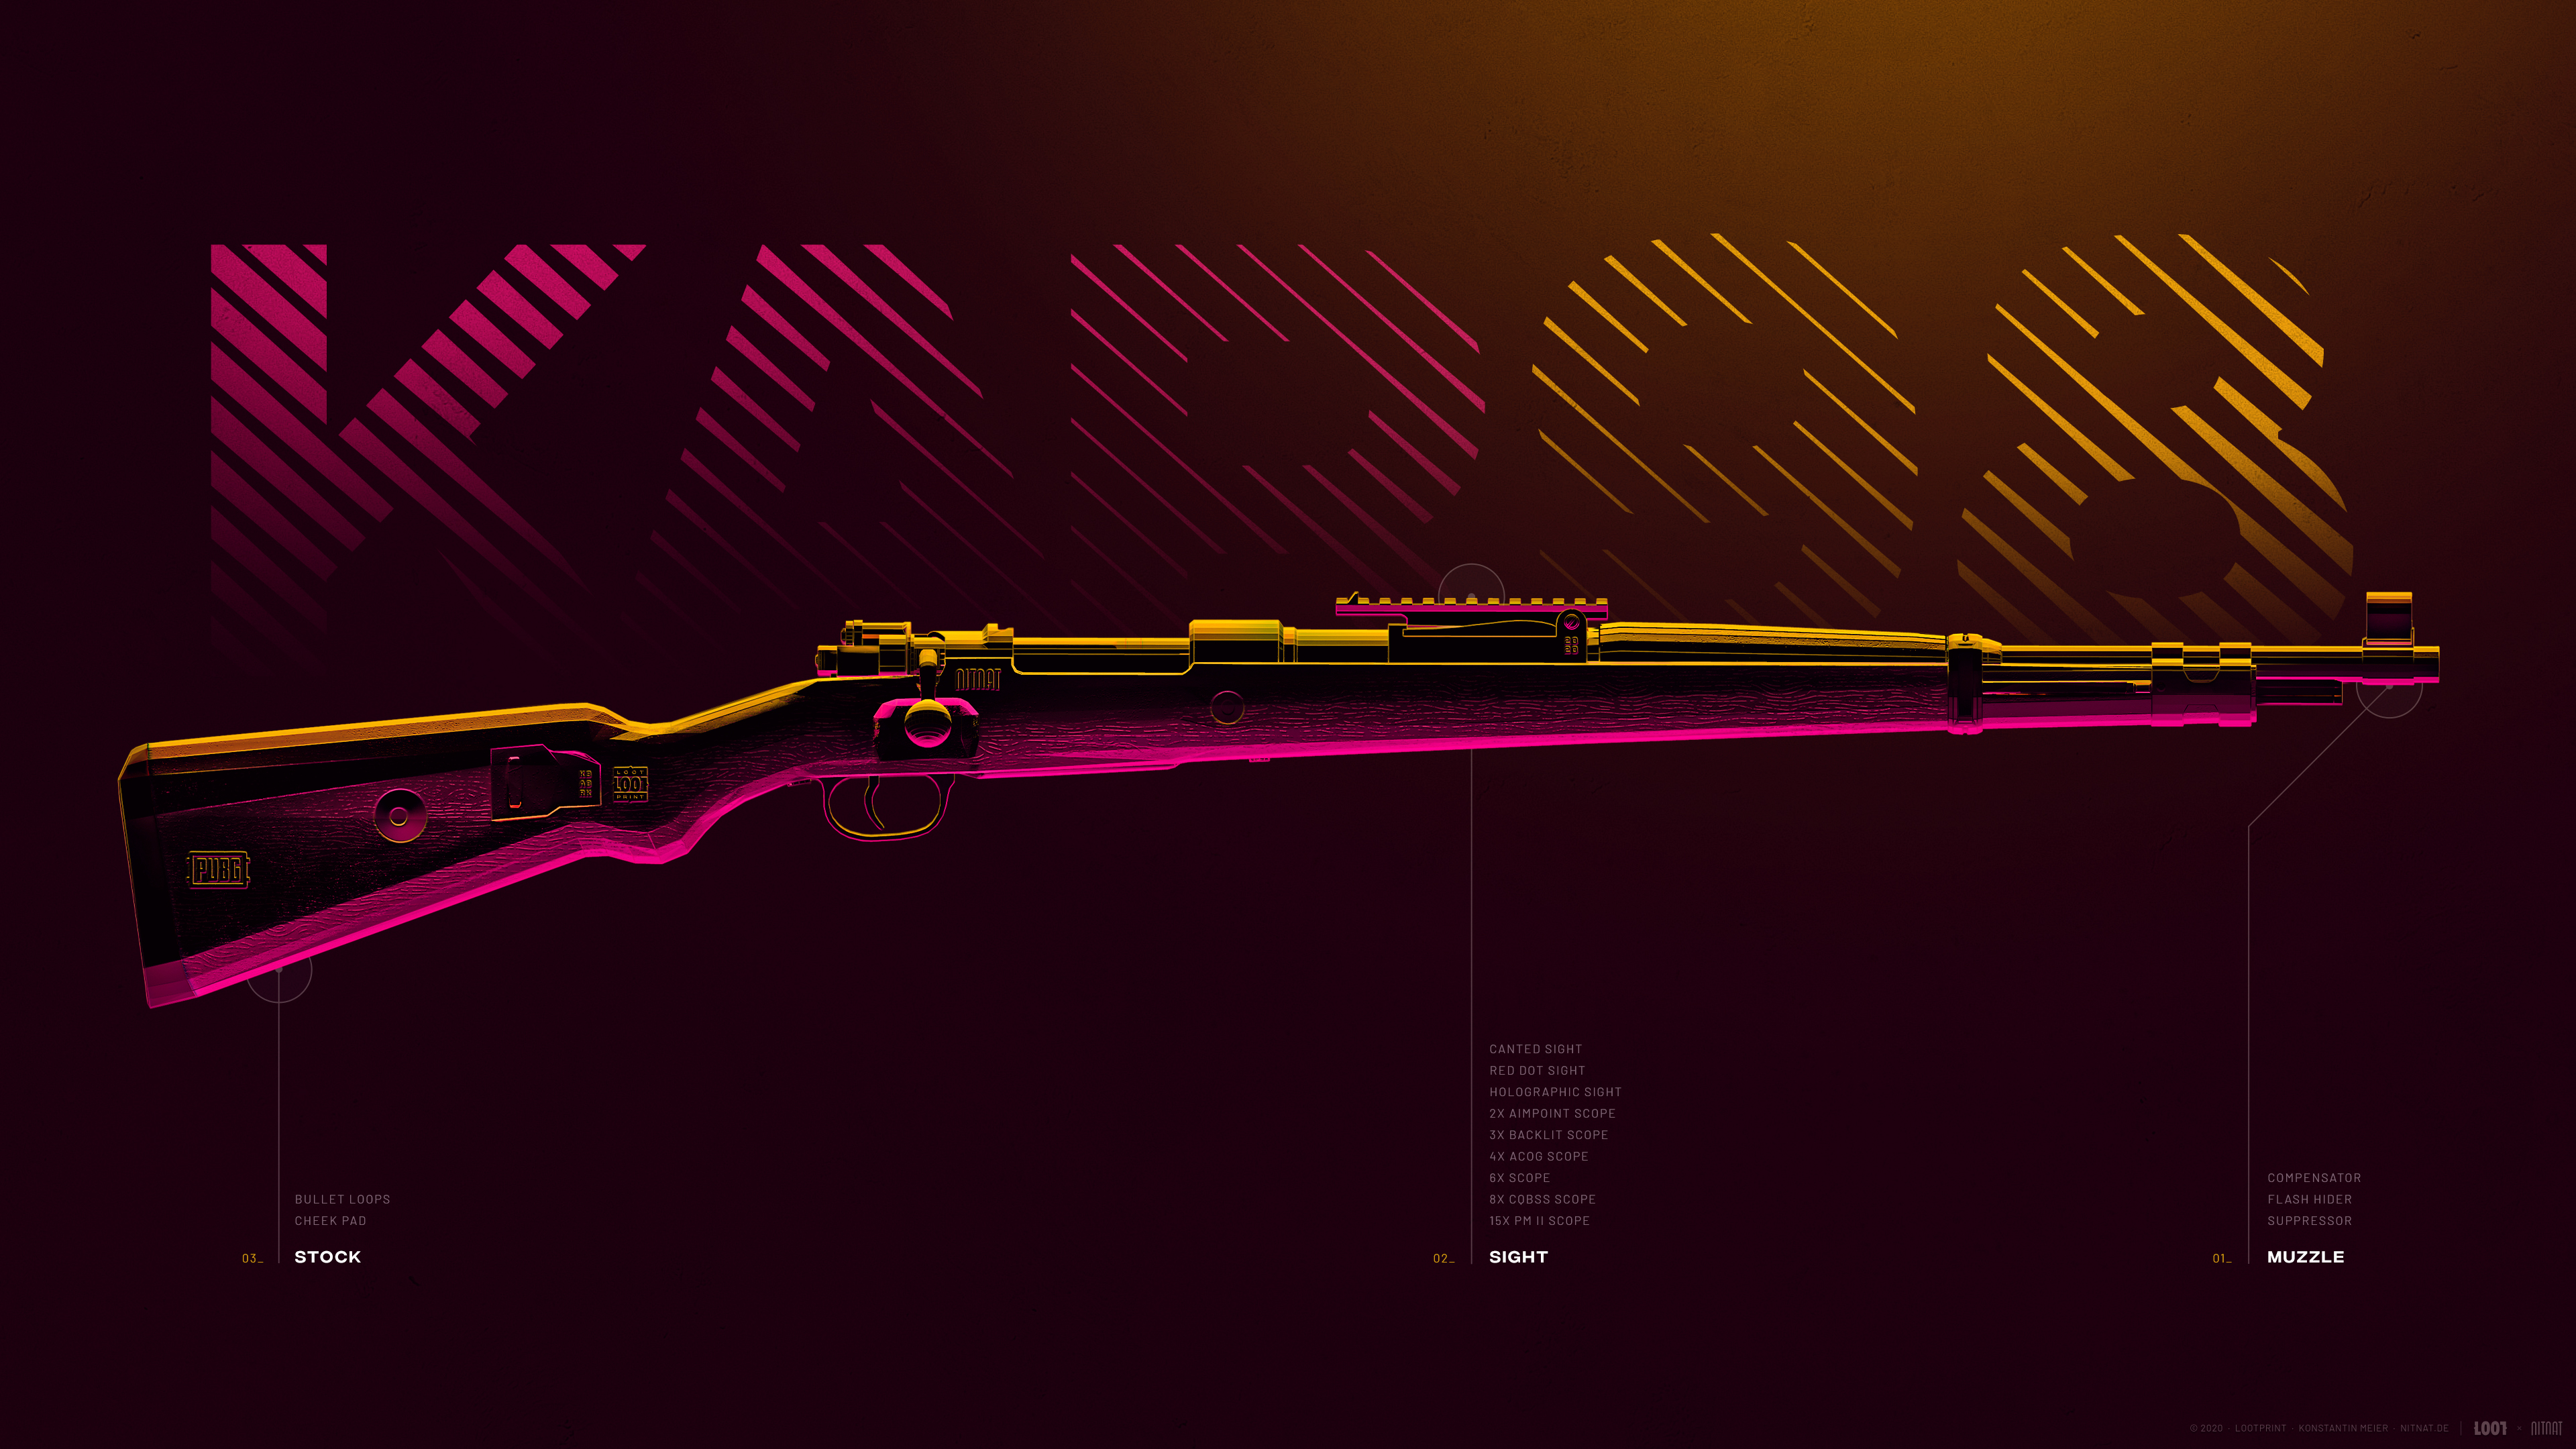 KAR98
NITNAT
LOOT
LOOT
PRINT
PUBG
CANTED SIGHT
RED DOT SIGHT
HOLOGRAPHIC SIGHT
2X AIMPOINT SCOPE
3X BACKLIT SCOPE
4X ACOG SCOPE
6X SCOPE
8X CQBSS SCOPE
15X PM II SCOPE
02_ SIGHT
BULLET LOOPS
CHEEK PAD
03_ STOCK
COMPENSATOR
FLASH HIDER
SUPPRESSOR
01_ MUZZLE
© 2020 · LOOTPRINT · KONSTANTIN MEIER · NITNAT.DE | LOOT × NITNAT